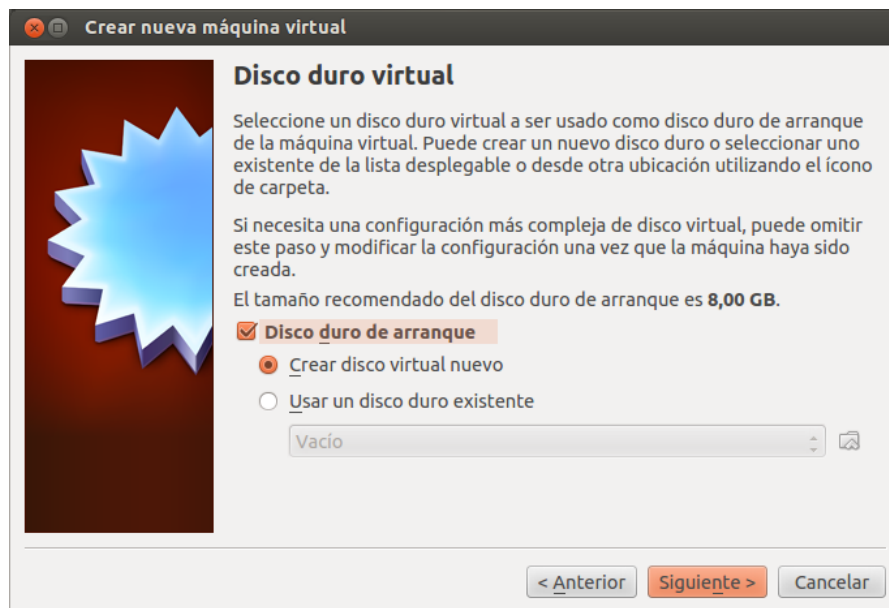 Crear nueva máquina virtual
Disco duro virtual
Seleccione un disco duro virtual a ser usado como disco duro de arranque
de la máquina virtual. Puede crear un nuevo disco duro o seleccionar uno
existente de la lista desplegable o desde otra ubicación utilizando el ícono
de carpeta.
Si necesita una configuración más compleja de disco virtual, puede omitir
este paso y modificar la configuración una vez que la máquina haya sido
creada.
El tamaño recomendado del disco duro de arranque es 8,00 GB.
Disco duro de arranque
Crear disco virtual nuevo
Usar un disco duro existente
Vacío
< Anterior Siguiente > Cancelar